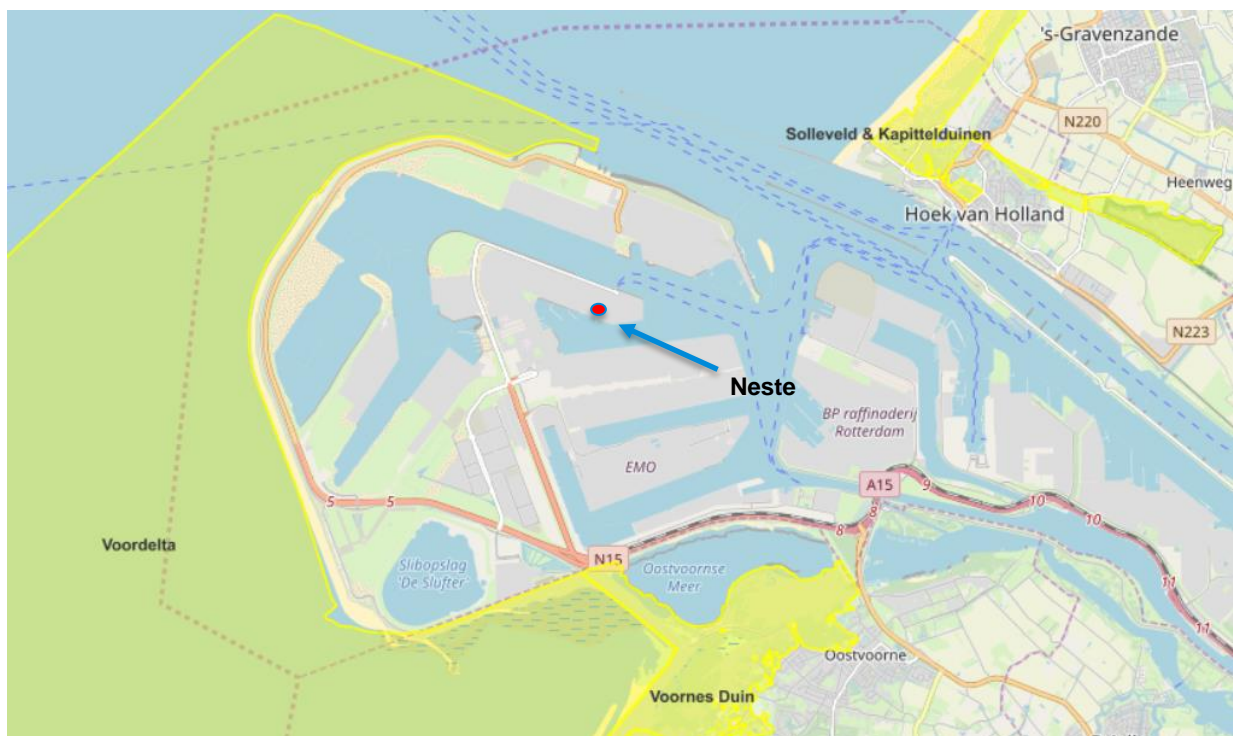 's-Gravenzande
N220
Solleveld & Kapittelduinen
Heenweg
Hoek van Holland
N223
Neste
BP raffinaderij
Rotterdam
EMO
A15
9
10
5
5
8
8
10
Voordelta
N15
Slibopslag
'De Slufter'
Oostvoornse
Meer
11
11
Oostvoorne
Voornes Duin